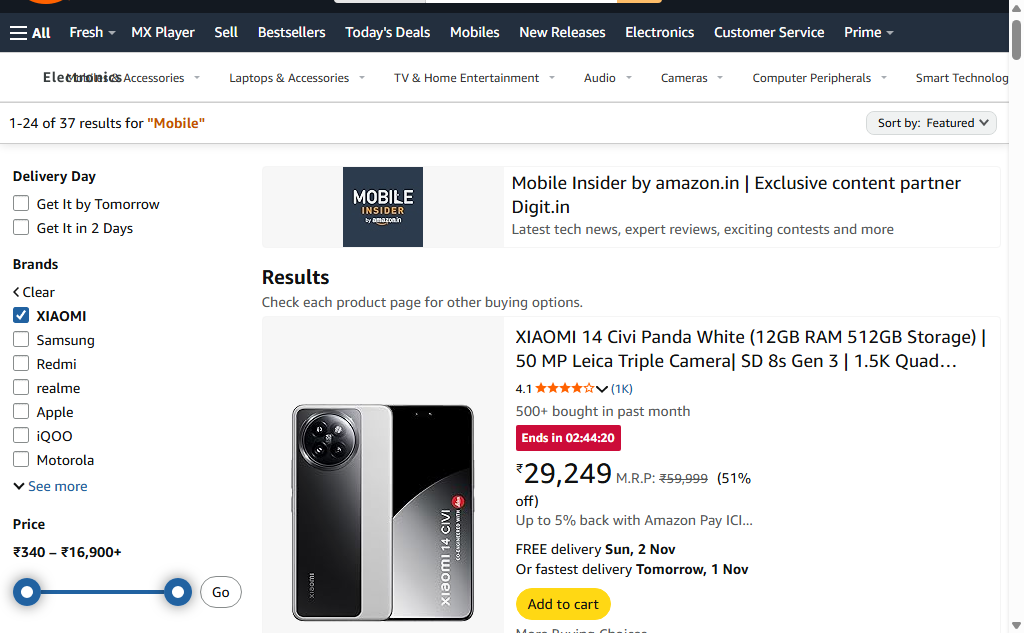 All Fresh MX Player Sell Bestsellers Today's Deals Mobiles New Releases Electronics Customer Service Prime
Electronics Mobiles & Accessories Laptops & Accessories TV & Home Entertainment Audio Cameras Computer Peripherals Smart Technolog
1-24 of 37 results for "Mobile"
Sort by: Featured
Delivery Day
Get It by Tomorrow
Get It in 2 Days
Brands
Clear
XIAOMI
Samsung
Redmi
realme
Apple
iQOO
Motorola
See more
Price
₹340 – ₹16,900+
Go
MOBILE
INSIDER
by amazon.in
Mobile Insider by amazon.in | Exclusive content partner
Digit.in
Latest tech news, expert reviews, exciting contests and more
Results
Check each product page for other buying options.
xiaomi
XIAOMI 14 CIVI
CO-ENGINEERED WITH Leica
XIAOMI 14 Civi Panda White (12GB RAM 512GB Storage) |
50 MP Leica Triple Camera| SD 8s Gen 3 | 1.5K Quad…
4.1 (1K)
500+ bought in past month
Ends in 02:44:20
₹29,249 M.R.P: ₹59,999 (51%
off)
Up to 5% back with Amazon Pay ICI…
FREE delivery Sun, 2 Nov
Or fastest delivery Tomorrow, 1 Nov
Add to cart
More Buying Choices